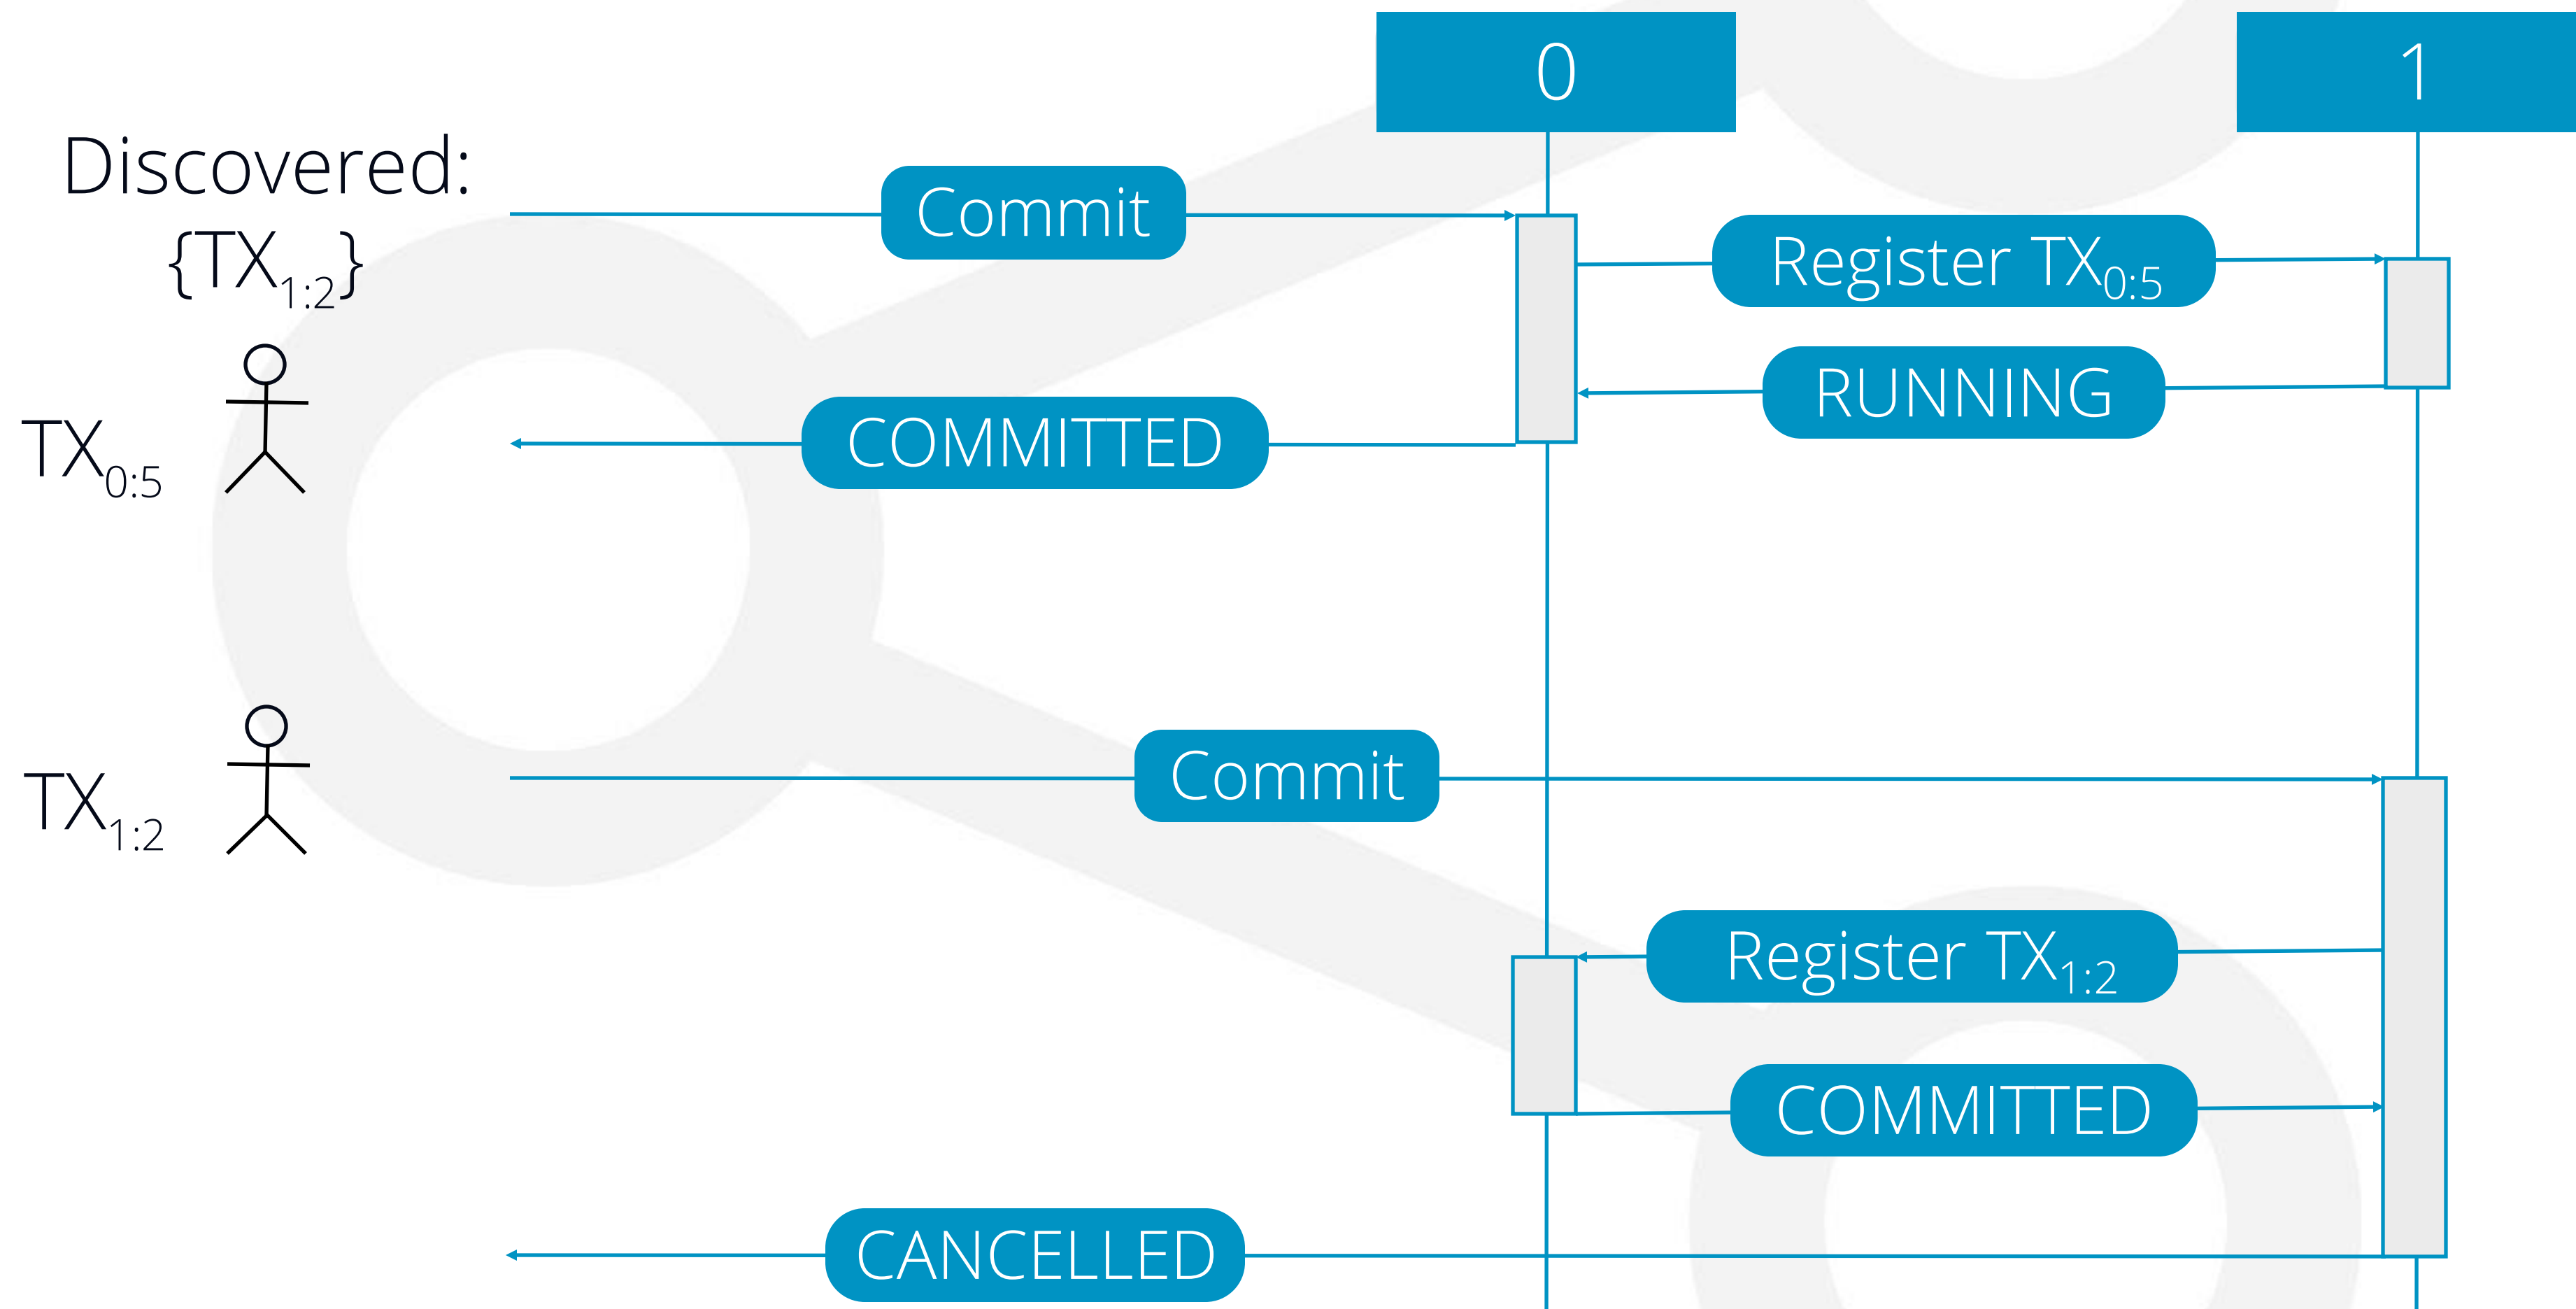 0
1
Discovered:
{TX1:2}
Commit
Register TX0:5
RUNNING
COMMITTED
TX0:5
Commit
TX1:2
Register TX1:2
COMMITTED
CANCELLED